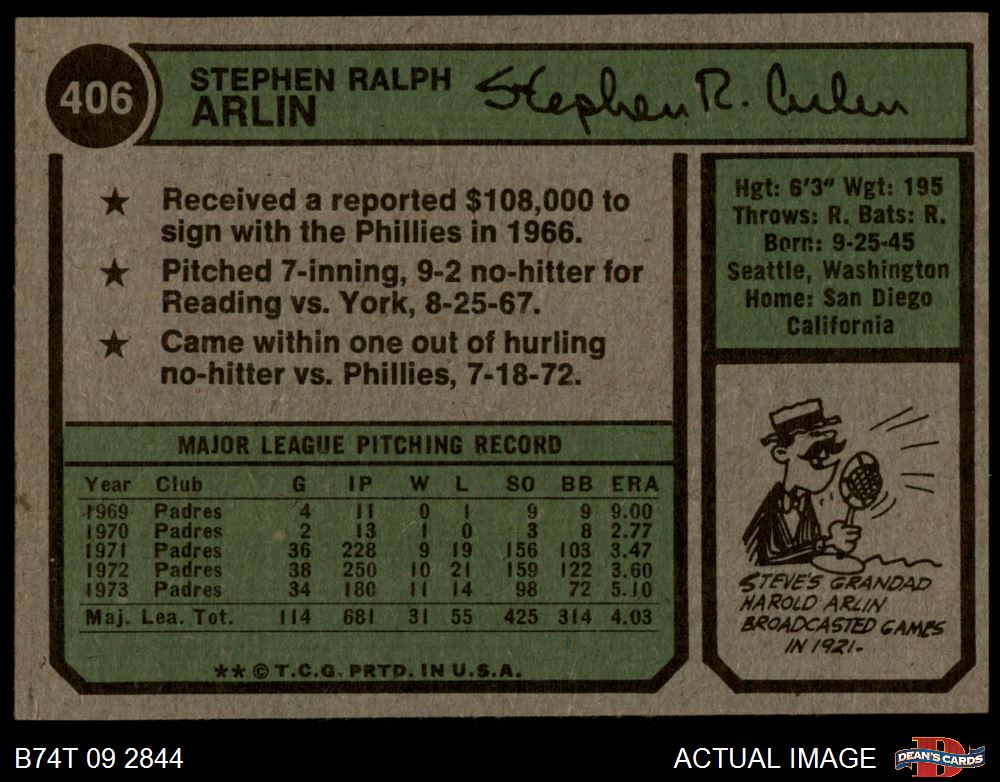 406
STEPHEN RALPH
ARLIN
Stephen R. Arlin
★ Received a reported $108,000 to
sign with the Phillies in 1966.
★ Pitched 7-inning, 9-2 no-hitter for
Reading vs. York, 8-25-67.
★ Came within one out of hurling
no-hitter vs. Phillies, 7-18-72.
MAJOR LEAGUE PITCHING RECORD
Year Club G IP W L SO BB ERA
1969 Padres 4 11 0 1 9 9 9.00
1970 Padres 2 13 1 0 3 8 2.77
1971 Padres 36 228 9 19 156 103 3.47
1972 Padres 38 250 10 21 159 122 3.60
1973 Padres 34 180 11 14 98 72 5.10
Maj. Lea. Tot. 114 681 31 55 425 314 4.03
** © T.C.G. PRTD. IN U.S.A.
Hgt: 6'3" Wgt: 195
Throws: R. Bats: R.
Born: 9-25-45
Seattle, Washington
Home: San Diego
California
STEVE'S GRANDAD
HAROLD ARLIN
BROADCASTED GAMES
IN 1921.
B74T 09 2844
ACTUAL IMAGE
D
DEAN'S CARDS